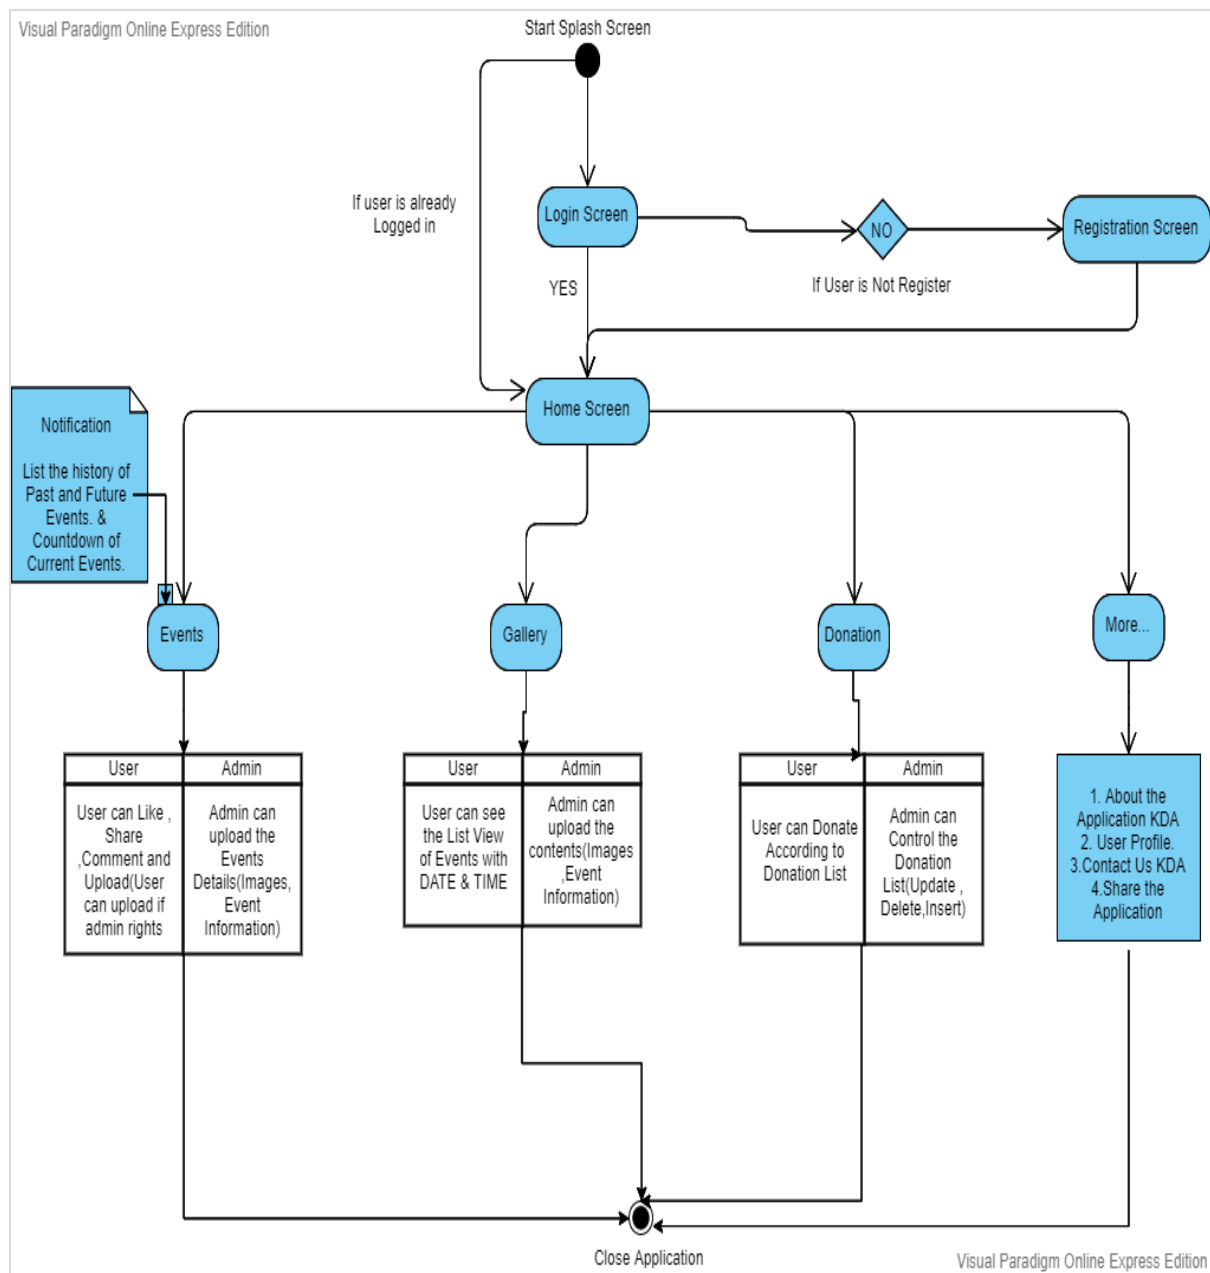 Visual Paradigm Online Express Edition
Start Splash Screen
If user is already
Logged in
Login Screen
NO
Registration Screen
YES
If User is Not Register
Home Screen
Notification
List the history of
Past and Future
Events. &
Countdown of
Current Events.
Events
Gallery
Donation
More...
User
Admin
User can Like ,
Share
,Comment and
Upload(User
can upload if
admin rights
Admin can
upload the
Events
Details(Images,
Event
Information)
User
Admin
User can see
the List View
of Events with
DATE & TIME
Admin can
upload the
contents(Images
,Event
Information)
User
Admin
User can Donate
According to
Donation List
Admin can
Control the
Donation
List(Update ,
Delete,Insert)
1. About the
Application KDA
2. User Profile.
3.Contact Us KDA
4.Share the
Application
Close Application
Visual Paradigm Online Express Edition